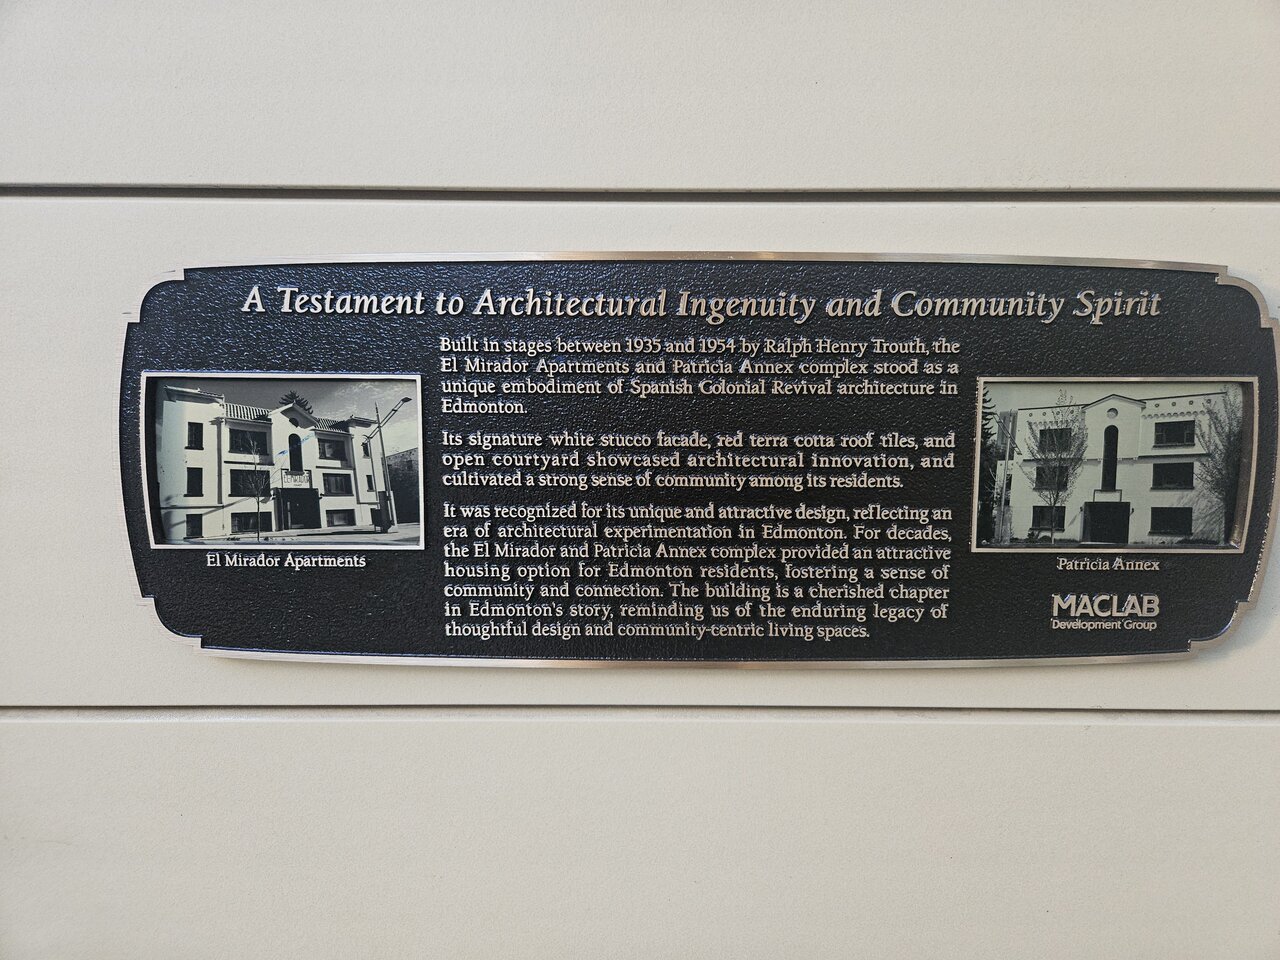 A Testament to Architectural Ingenuity and Community Spirit
Built in stages between 1935 and 1954 by Ralph Henry Trouth, the
El Mirador Apartments and Patricia Annex complex stood as a
unique embodiment of Spanish Colonial Revival architecture in
Edmonton.
Its signature white stucco facade, red terra cotta roof tiles, and
open courtyard showcased architectural innovation, and
cultivated a strong sense of community among its residents.
It was recognized for its unique and attractive design, reflecting an
era of architectural experimentation in Edmonton. For decades,
the El Mirador and Patricia Annex complex provided an attractive
housing option for Edmonton residents, fostering a sense of
community and connection. The building is a cherished chapter
in Edmonton's story, reminding us of the enduring legacy of
thoughtful design and community-centric living spaces.
El Mirador Apartments
Patricia Annex
MACLAB
Development Group